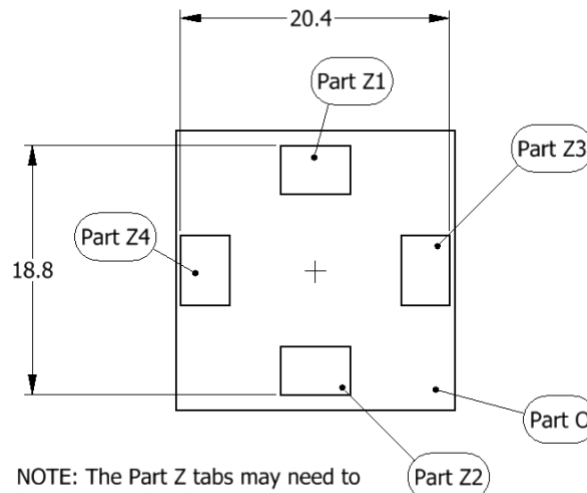 20.4
Part Z1
Part Z3
Part Z4
18.8
Part O
NOTE: The Part Z tabs may need to
Part Z2